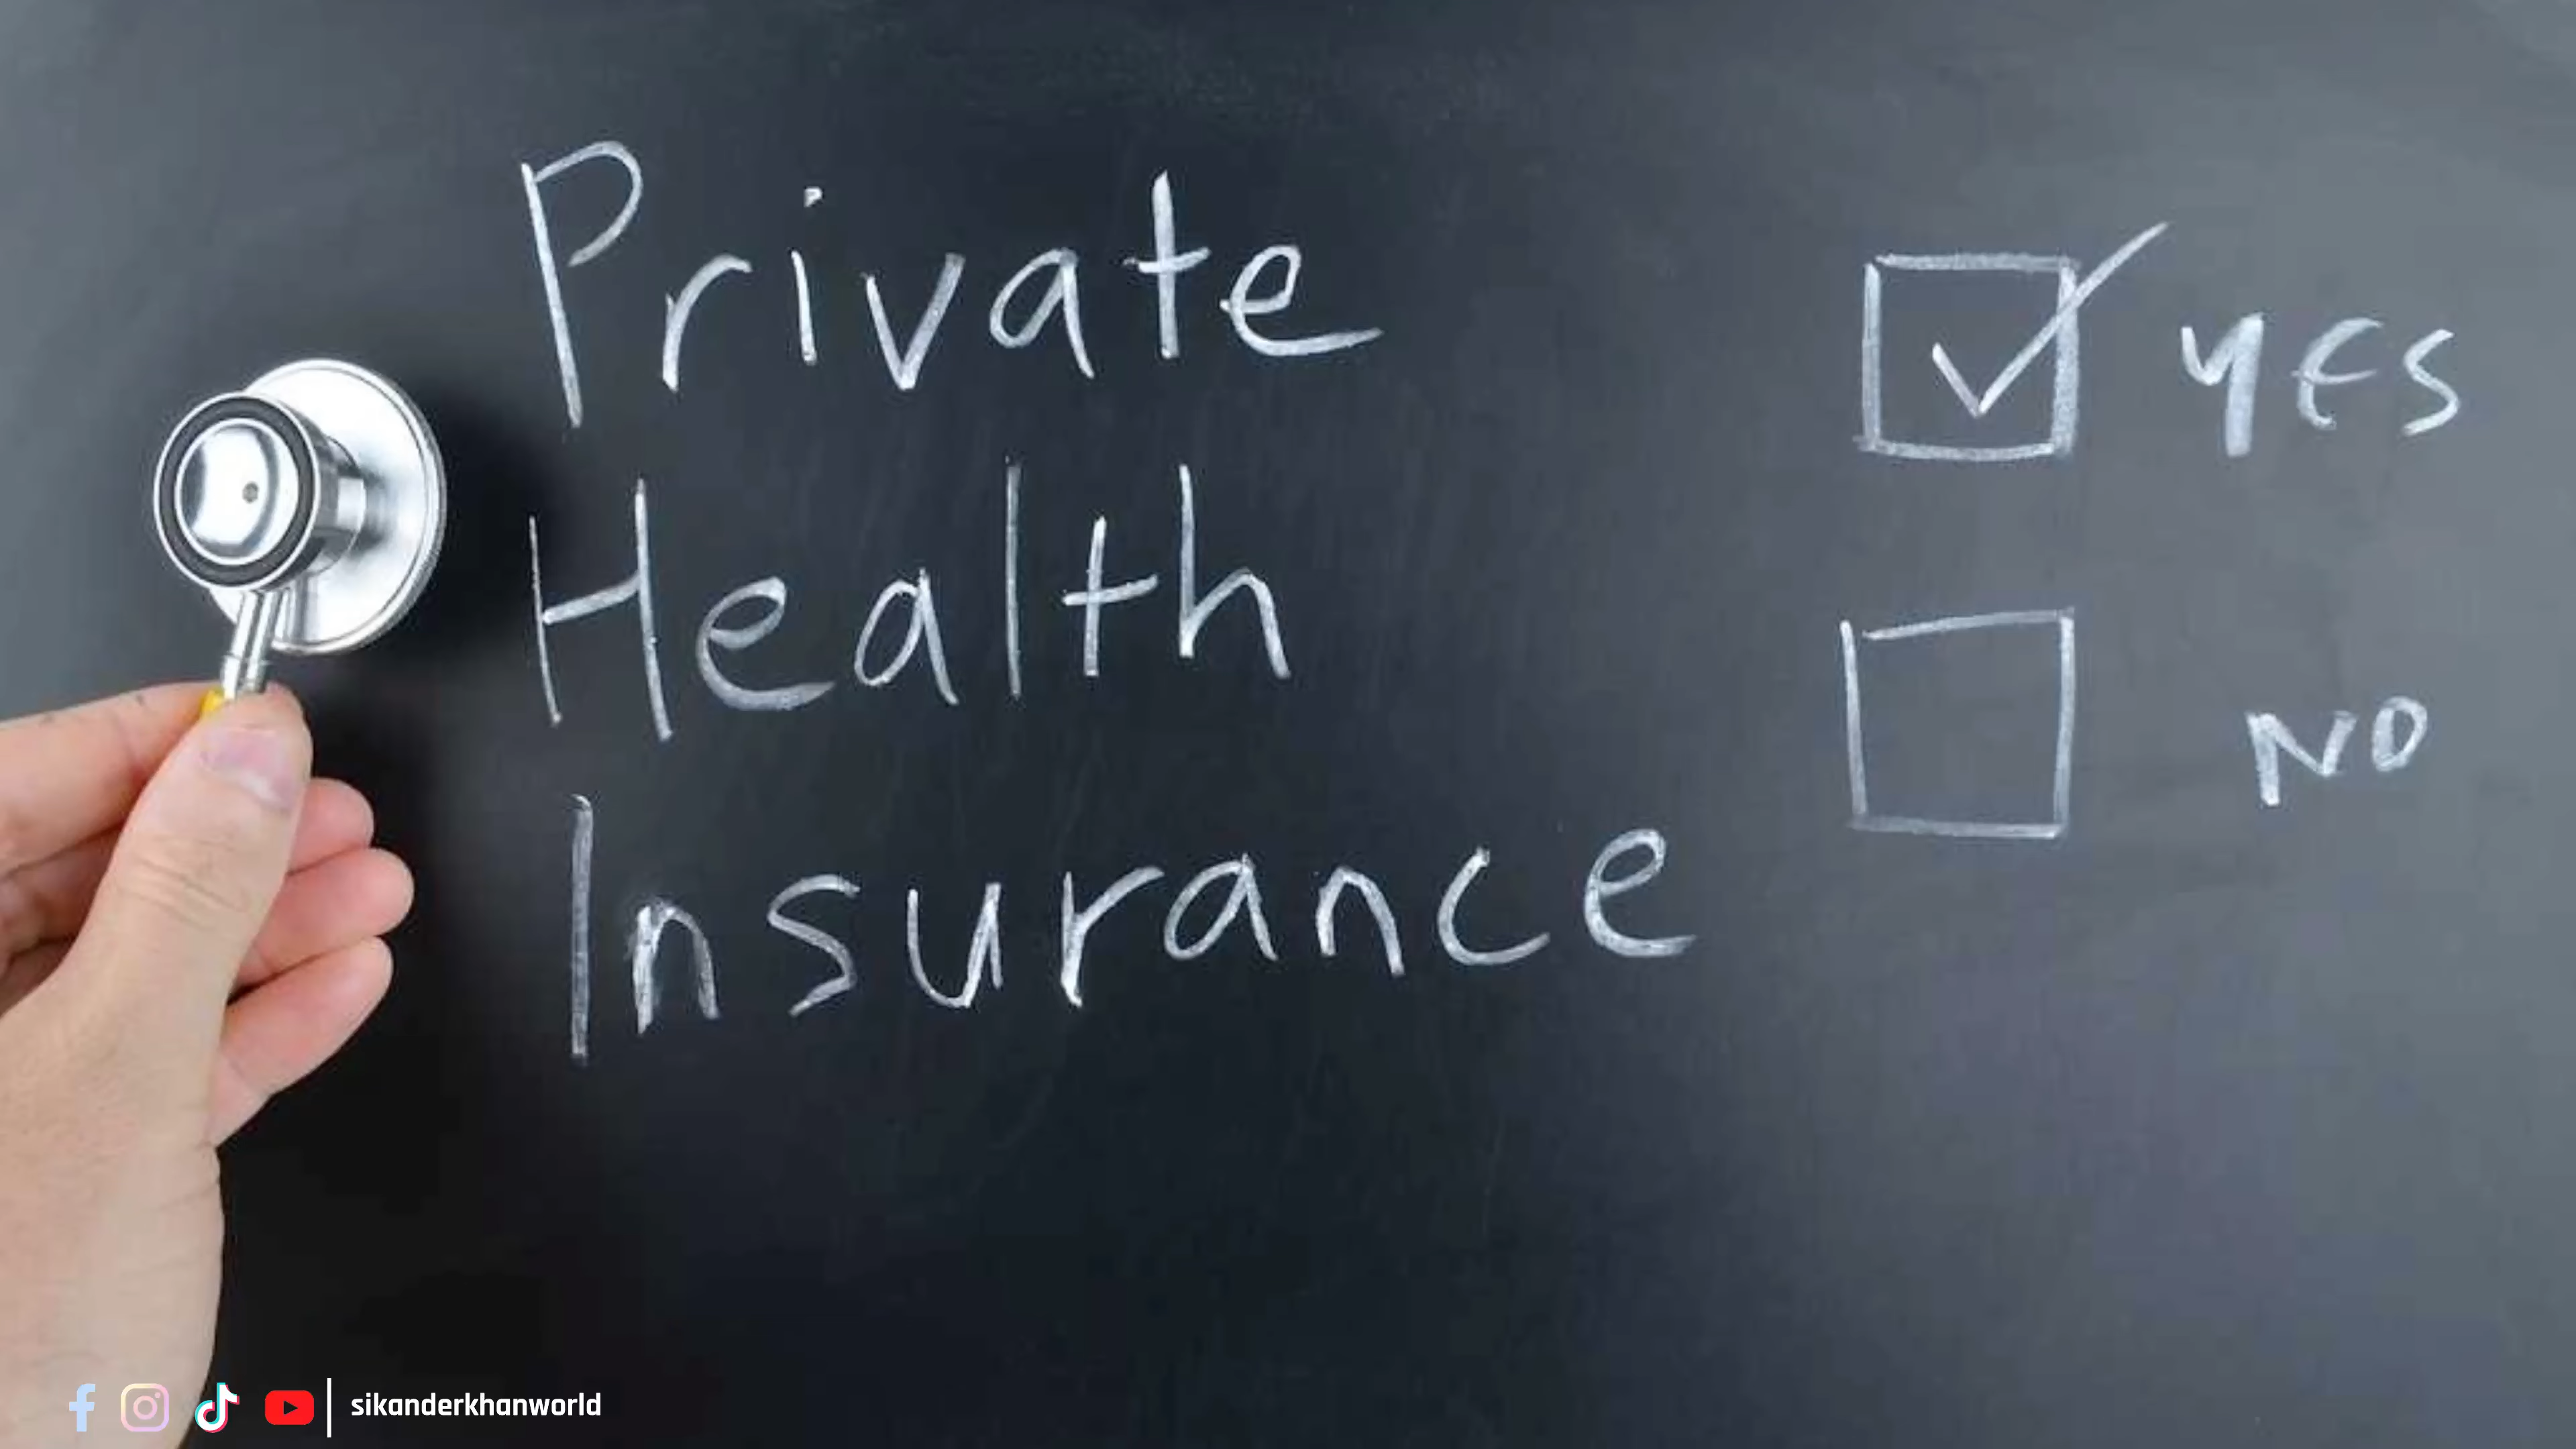 Private
Health
Insurance
YES
NO
sikanderkhanworld